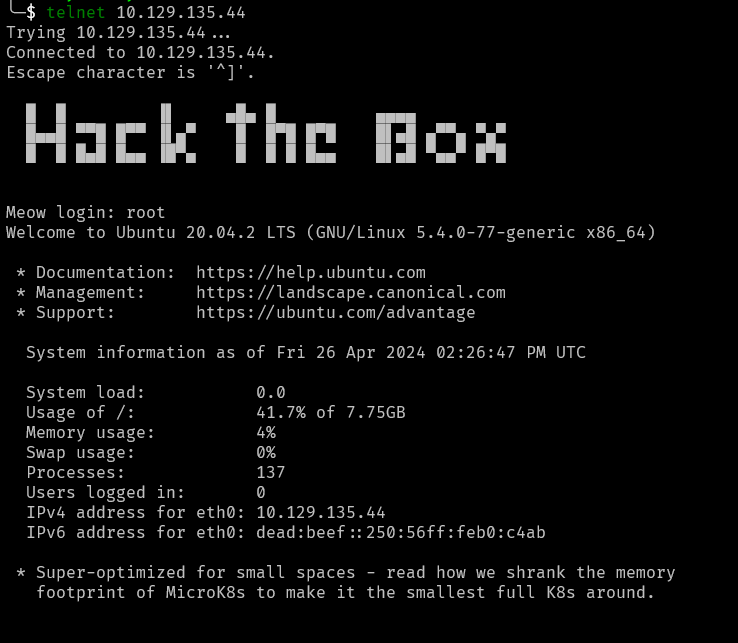 $ telnet 10.129.135.44
Trying 10.129.135.44...
Connected to 10.129.135.44.
Escape character is '^]'.
Hack the Box
Meow login: root
Welcome to Ubuntu 20.04.2 LTS (GNU/Linux 5.4.0-77-generic x86_64)
* Documentation: https://help.ubuntu.com
* Management: https://landscape.canonical.com
* Support: https://ubuntu.com/advantage
System information as of Fri 26 Apr 2024 02:26:47 PM UTC
System load: 0.0
Usage of /: 41.7% of 7.75GB
Memory usage: 4%
Swap usage: 0%
Processes: 137
Users logged in: 0
IPv4 address for eth0: 10.129.135.44
IPv6 address for eth0: dead:beef::250:56ff:feb0:c4ab
* Super-optimized for small spaces - read how we shrank the memory
footprint of MicroK8s to make it the smallest full K8s around.